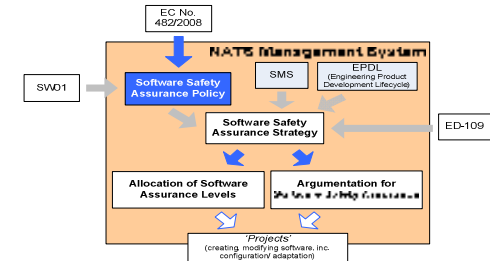 EC No.
482/2008
NATS Management System
SW01
Software Safety
Assurance Policy
SMS
EPDL
(Engineering Product
Development Lifecycle)
Software Safety
Assurance Strategy
ED-109
Allocation of Software
Assurance Levels
Argumentation for
'Projects'
(creating, modifying software, inc.
configuration/ adaptation)